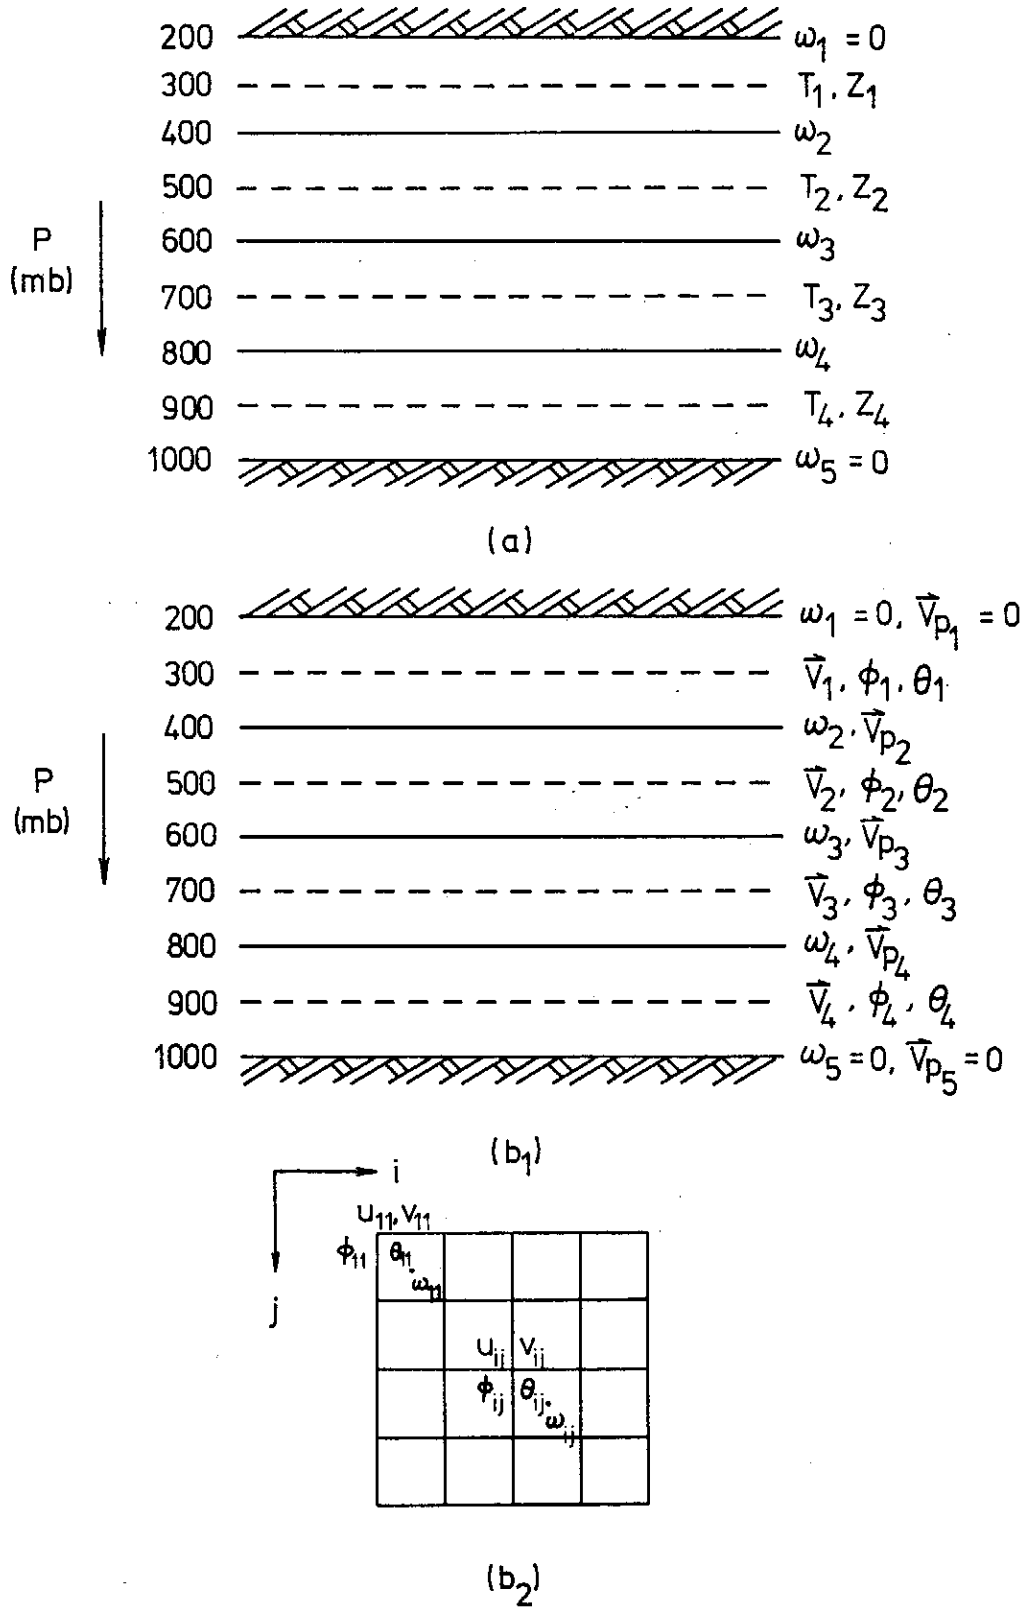 200 ω₁ = 0
300 T₁, Z₁
400 ω₂
500 T₂, Z₂
600 ω₃
P
(mb)
700 T₃, Z₃
800 ω₄
900 T₄, Z₄
1000 ω₅ = 0
(a)
200 ω₁ = 0, V⃗p₁ = 0
300 V⃗₁, ϕ₁, θ₁
400 ω₂, V⃗p₂
P
(mb)
500 V⃗₂, ϕ₂, θ₂
600 ω₃, V⃗p₃
700 V⃗₃, ϕ₃, θ₃
800 ω₄, V⃗p₄
900 V⃗₄, ϕ₄, θ₄
1000 ω₅ = 0, V⃗p₅ = 0
(b₁)
i
j
u₁₁, v₁₁
ϕ₁₁ θ₁₁
ω₁₁
uᵢⱼ vᵢⱼ
ϕᵢⱼ θᵢⱼ
ωᵢⱼ
(b₂)